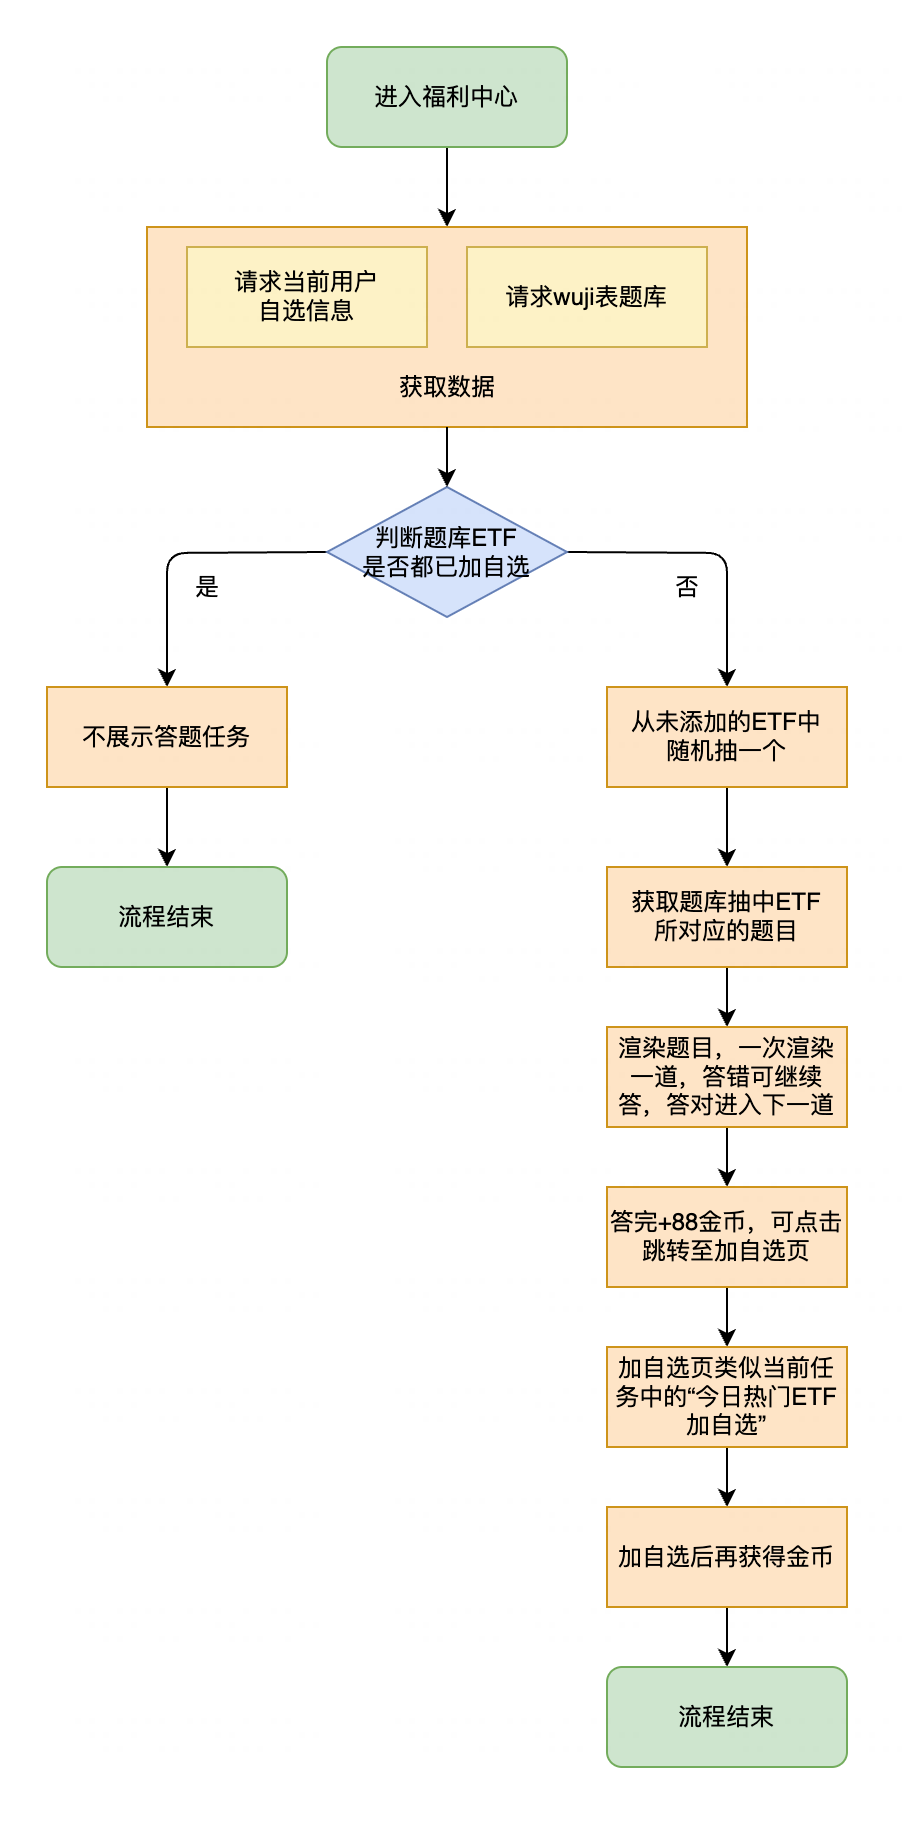 进入福利中心
请求当前用户
自选信息
请求wuji表题库
获取数据
判断题库ETF
是否都已加自选
是
否
不展示答题任务
流程结束
从未添加的ETF中
随机抽一个
获取题库抽中ETF
所对应的题目
渲染题目，一次渲染
一道，答错可继续
答，答对进入下一道
答完+88金币，可点击
跳转至加自选页
加自选页类似当前任
务中的“今日热门ETF
加自选”
加自选后再获得金币
流程结束